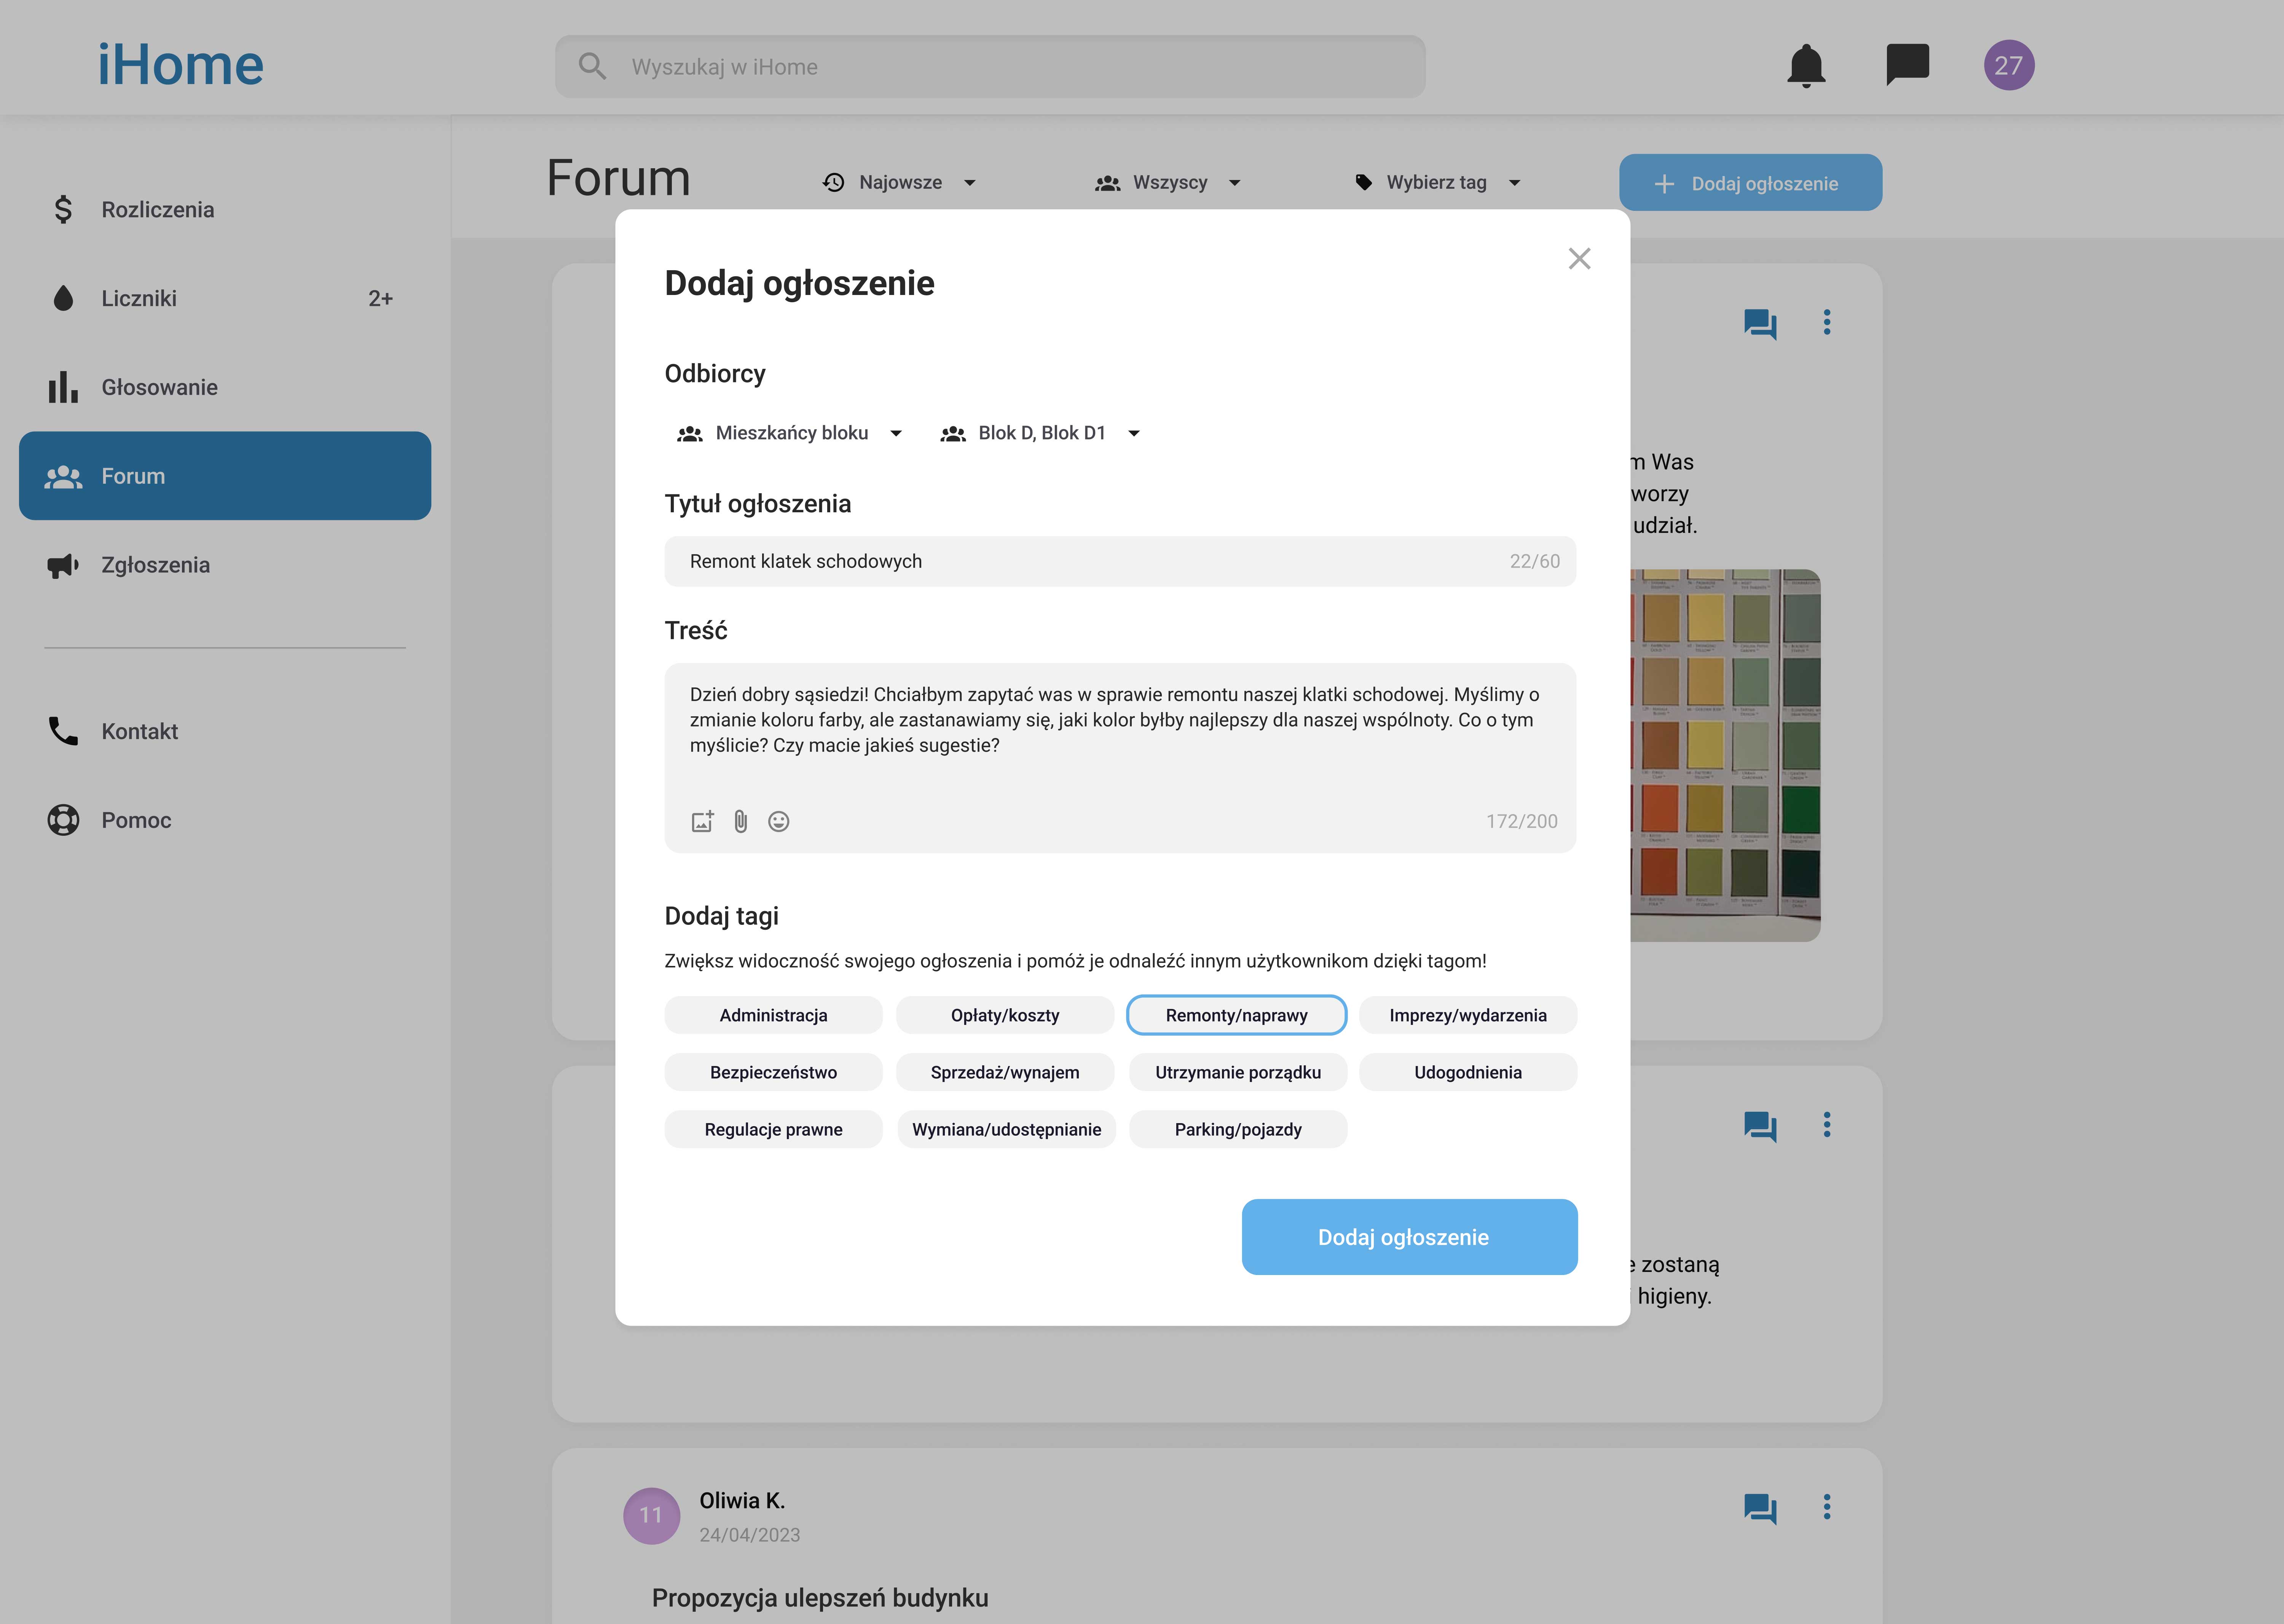 iHome
Wyszukaj w iHome
27
Rozliczenia
Liczniki 2+
Głosowanie
Forum
Zgłoszenia
Kontakt
Pomoc
Forum
Najowsze
Wszyscy
Wybierz tag
Dodaj ogłoszenie
Dodaj ogłoszenie
Odbiorcy
Mieszkańcy bloku
Blok D, Blok D1
Tytuł ogłoszenia
Remont klatek schodowych 22/60
Treść
Dzień dobry sąsiedzi! Chciałbym zapytać was w sprawie remontu naszej klatki schodowej. Myślimy o
zmianie koloru farby, ale zastanawiamy się, jaki kolor byłby najlepszy dla naszej wspólnoty. Co o tym
myślicie? Czy macie jakieś sugestie?
172/200
Dodaj tagi
Zwiększ widoczność swojego ogłoszenia i pomóż je odnaleźć innym użytkownikom dzięki tagom!
Administracja
Opłaty/koszty
Remonty/naprawy
Imprezy/wydarzenia
Bezpieczeństwo
Sprzedaż/wynajem
Utrzymanie porządku
Udogodnienia
Regulacje prawne
Wymiana/udostępnianie
Parking/pojazdy
Dodaj ogłoszenie
m Was
worzy
udział.
e zostaną
higieny.
11
Oliwia K.
24/04/2023
Propozycja ulepszeń budynku